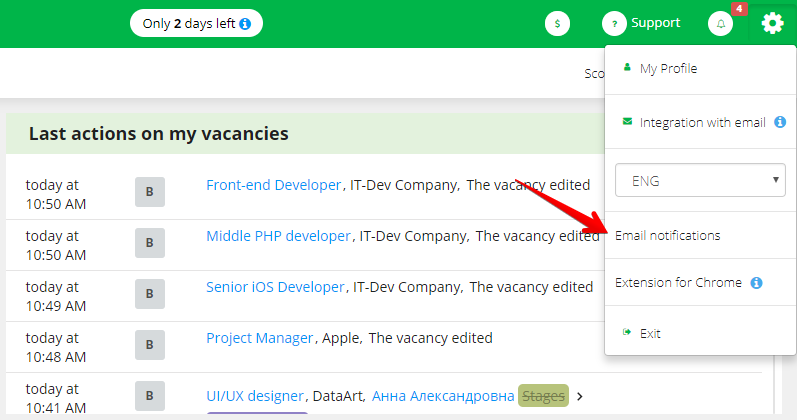 Only 2 days left
$
? Support
4
My Profile
Integration with email
ENG
Email notifications
Extension for Chrome
Exit
Last actions on my vacancies
today at
10:50 AM
B
Front-end Developer, IT-Dev Company, The vacancy edited
today at
10:50 AM
B
Middle PHP developer, IT-Dev Company, The vacancy edited
today at
10:49 AM
B
Senior iOS Developer, IT-Dev Company, The vacancy edited
today at
10:48 AM
B
Project Manager, Apple, The vacancy edited
today at
10:41 AM
B
UI/UX designer, DataArt, Анна Александровна Stages >